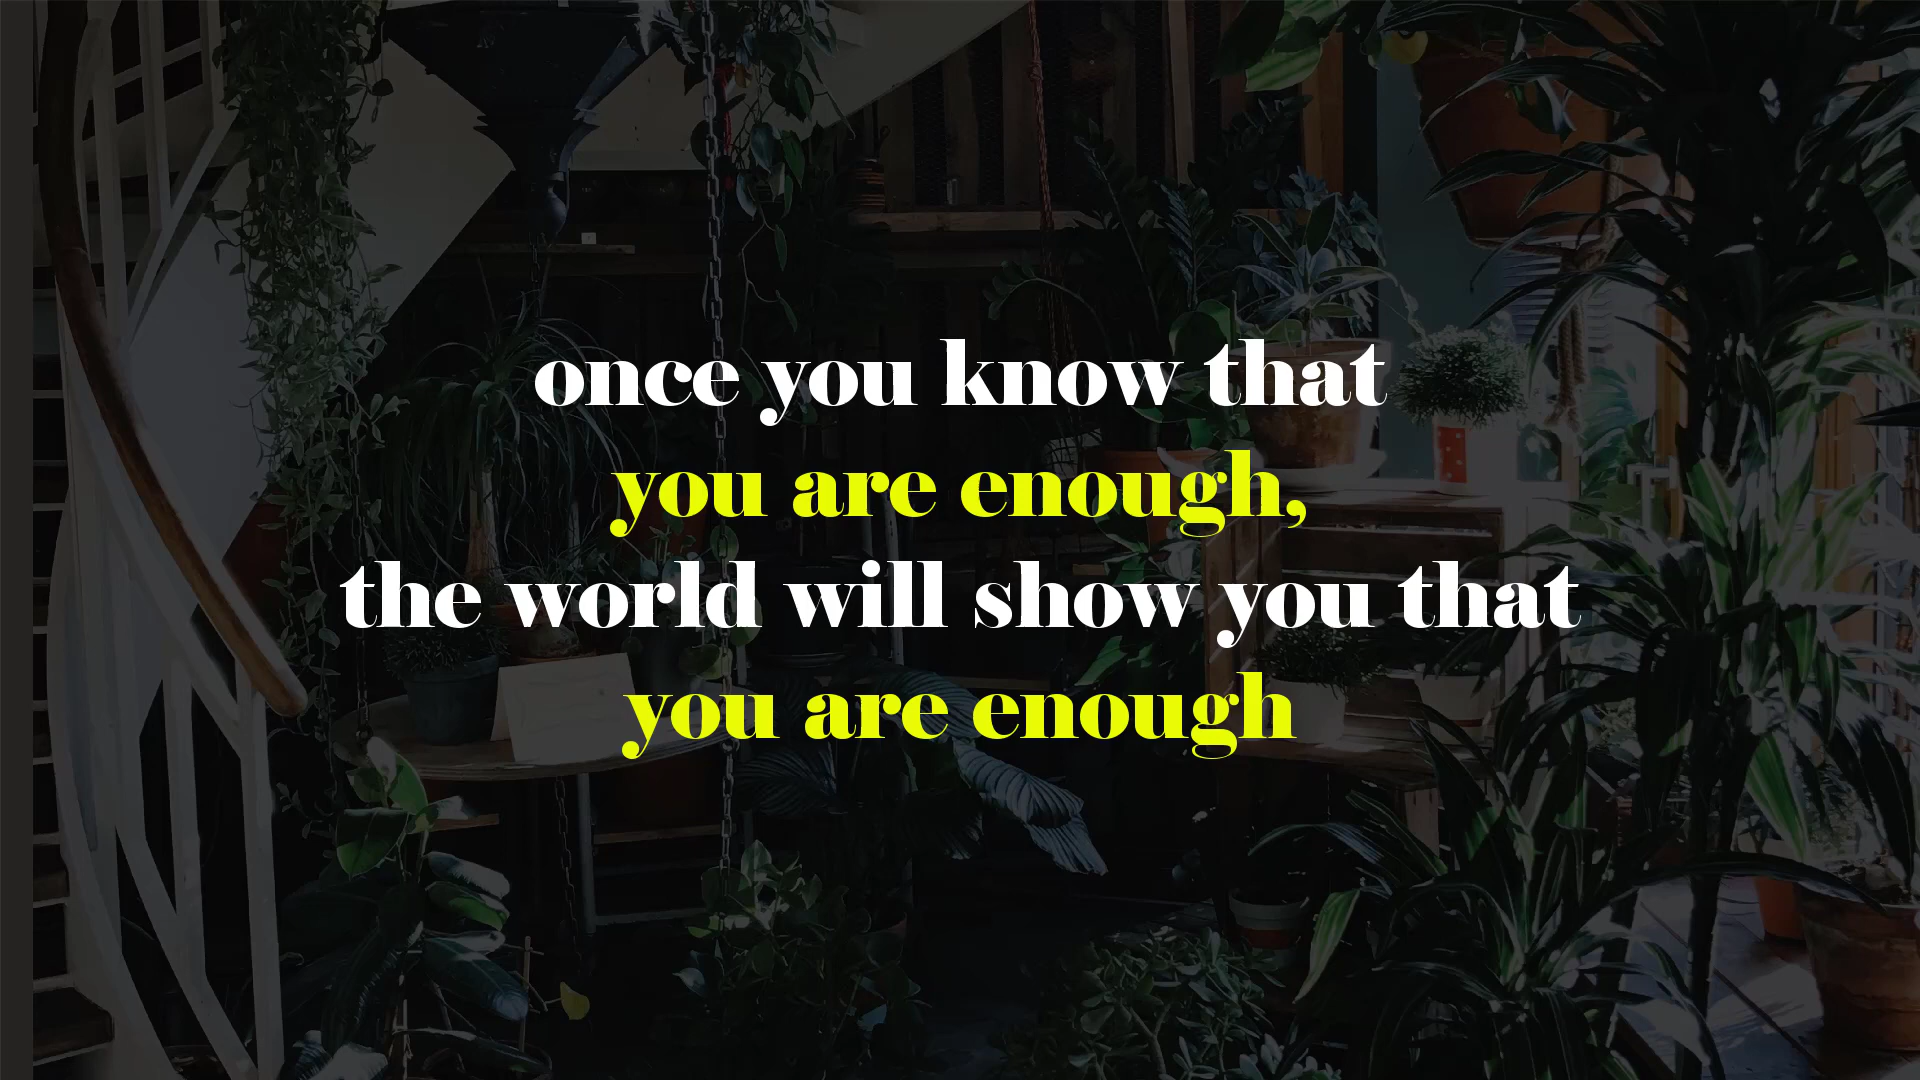 once you know that
you are enough,
the world will show you that
you are enough